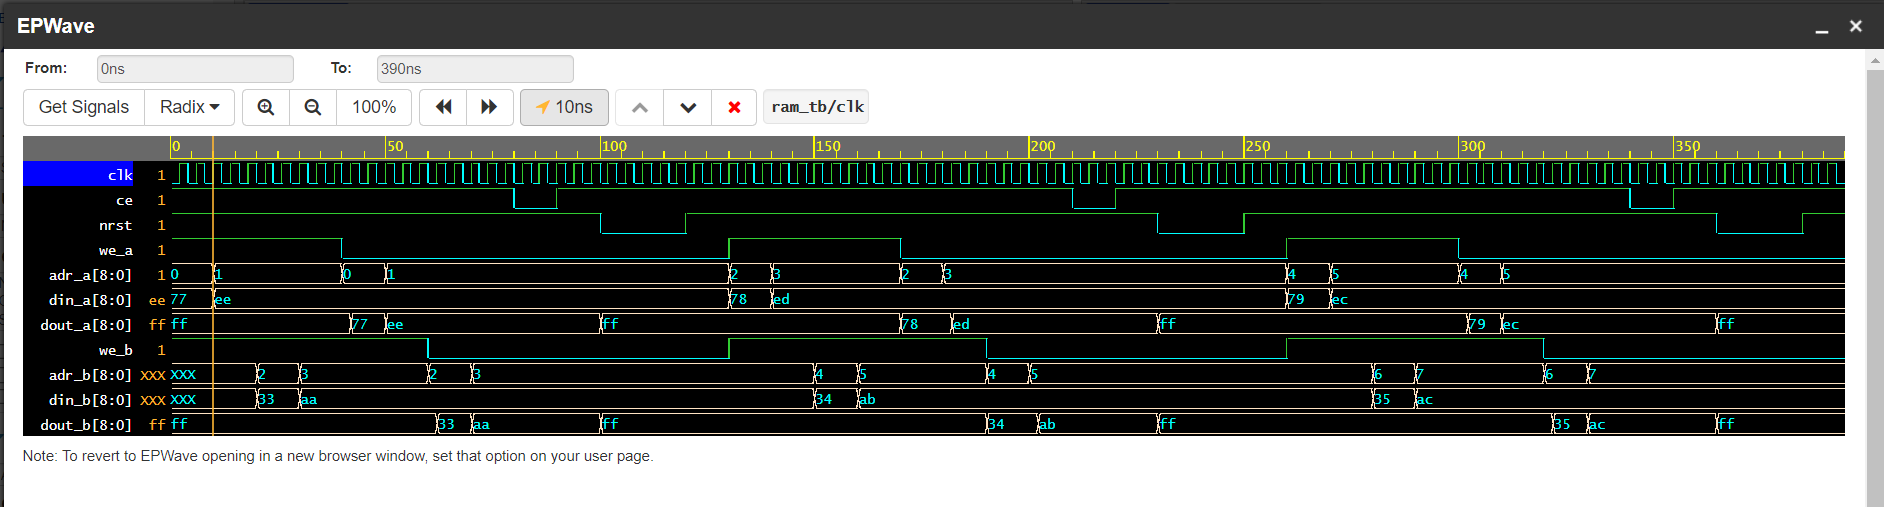 EPWave
From: 0ns To: 390ns
Get Signals Radix 100% 10ns ram_tb/clk
0 50 100 150 200 250 300 350
clk 1
ce 1
nrst 1
we_a 1
adr_a[8:0] 1 0 1 0 1 2 3 2 3 4 5 4 5
din_a[8:0] ee 77 ee 78 ed 79 ec
dout_a[8:0] ff ff 77 ee ff 78 ed ff 79 ec ff
we_b 1
adr_b[8:0] XXX XXX 2 3 2 3 4 5 4 5 6 7 6 7
din_b[8:0] XXX XXX 33 aa 34 ab 35 ac
dout_b[8:0] ff ff 33 aa ff 34 ab ff 35 ac ff
Note: To revert to EPWave opening in a new browser window, set that option on your user page.